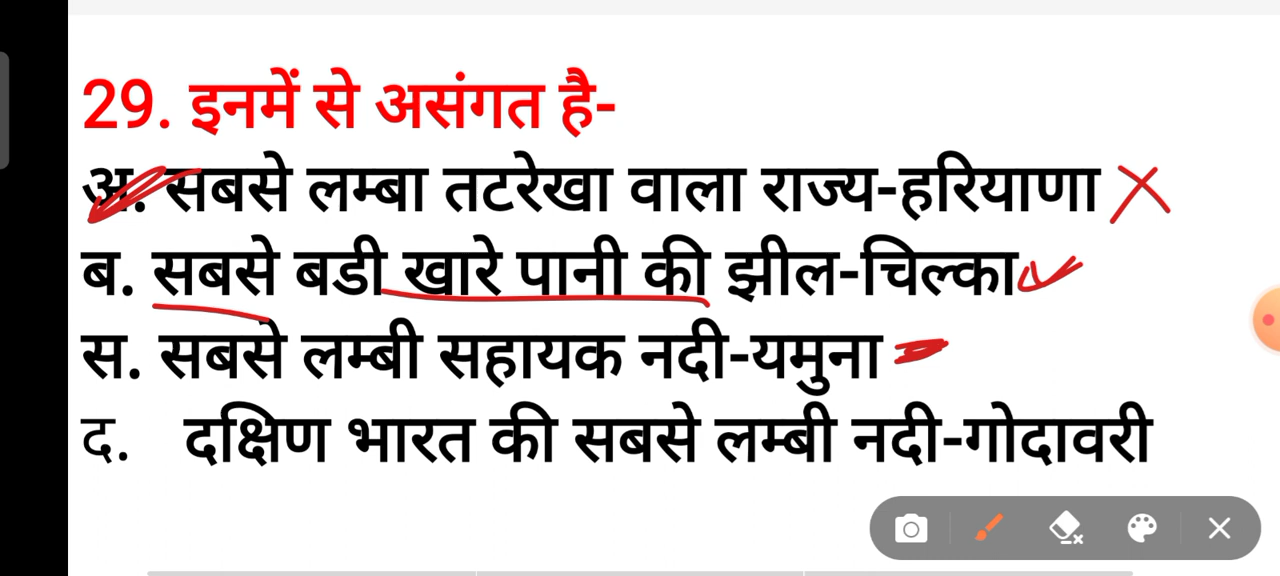 29. इनमें से असंगत है-
अ. सबसे लम्बा तटरेखा वाला राज्य-हरियाणा
ब. सबसे बडी खारे पानी की झील-चिल्का
स. सबसे लम्बी सहायक नदी-यमुना
द. दक्षिण भारत की सबसे लम्बी नदी-गोदावरी